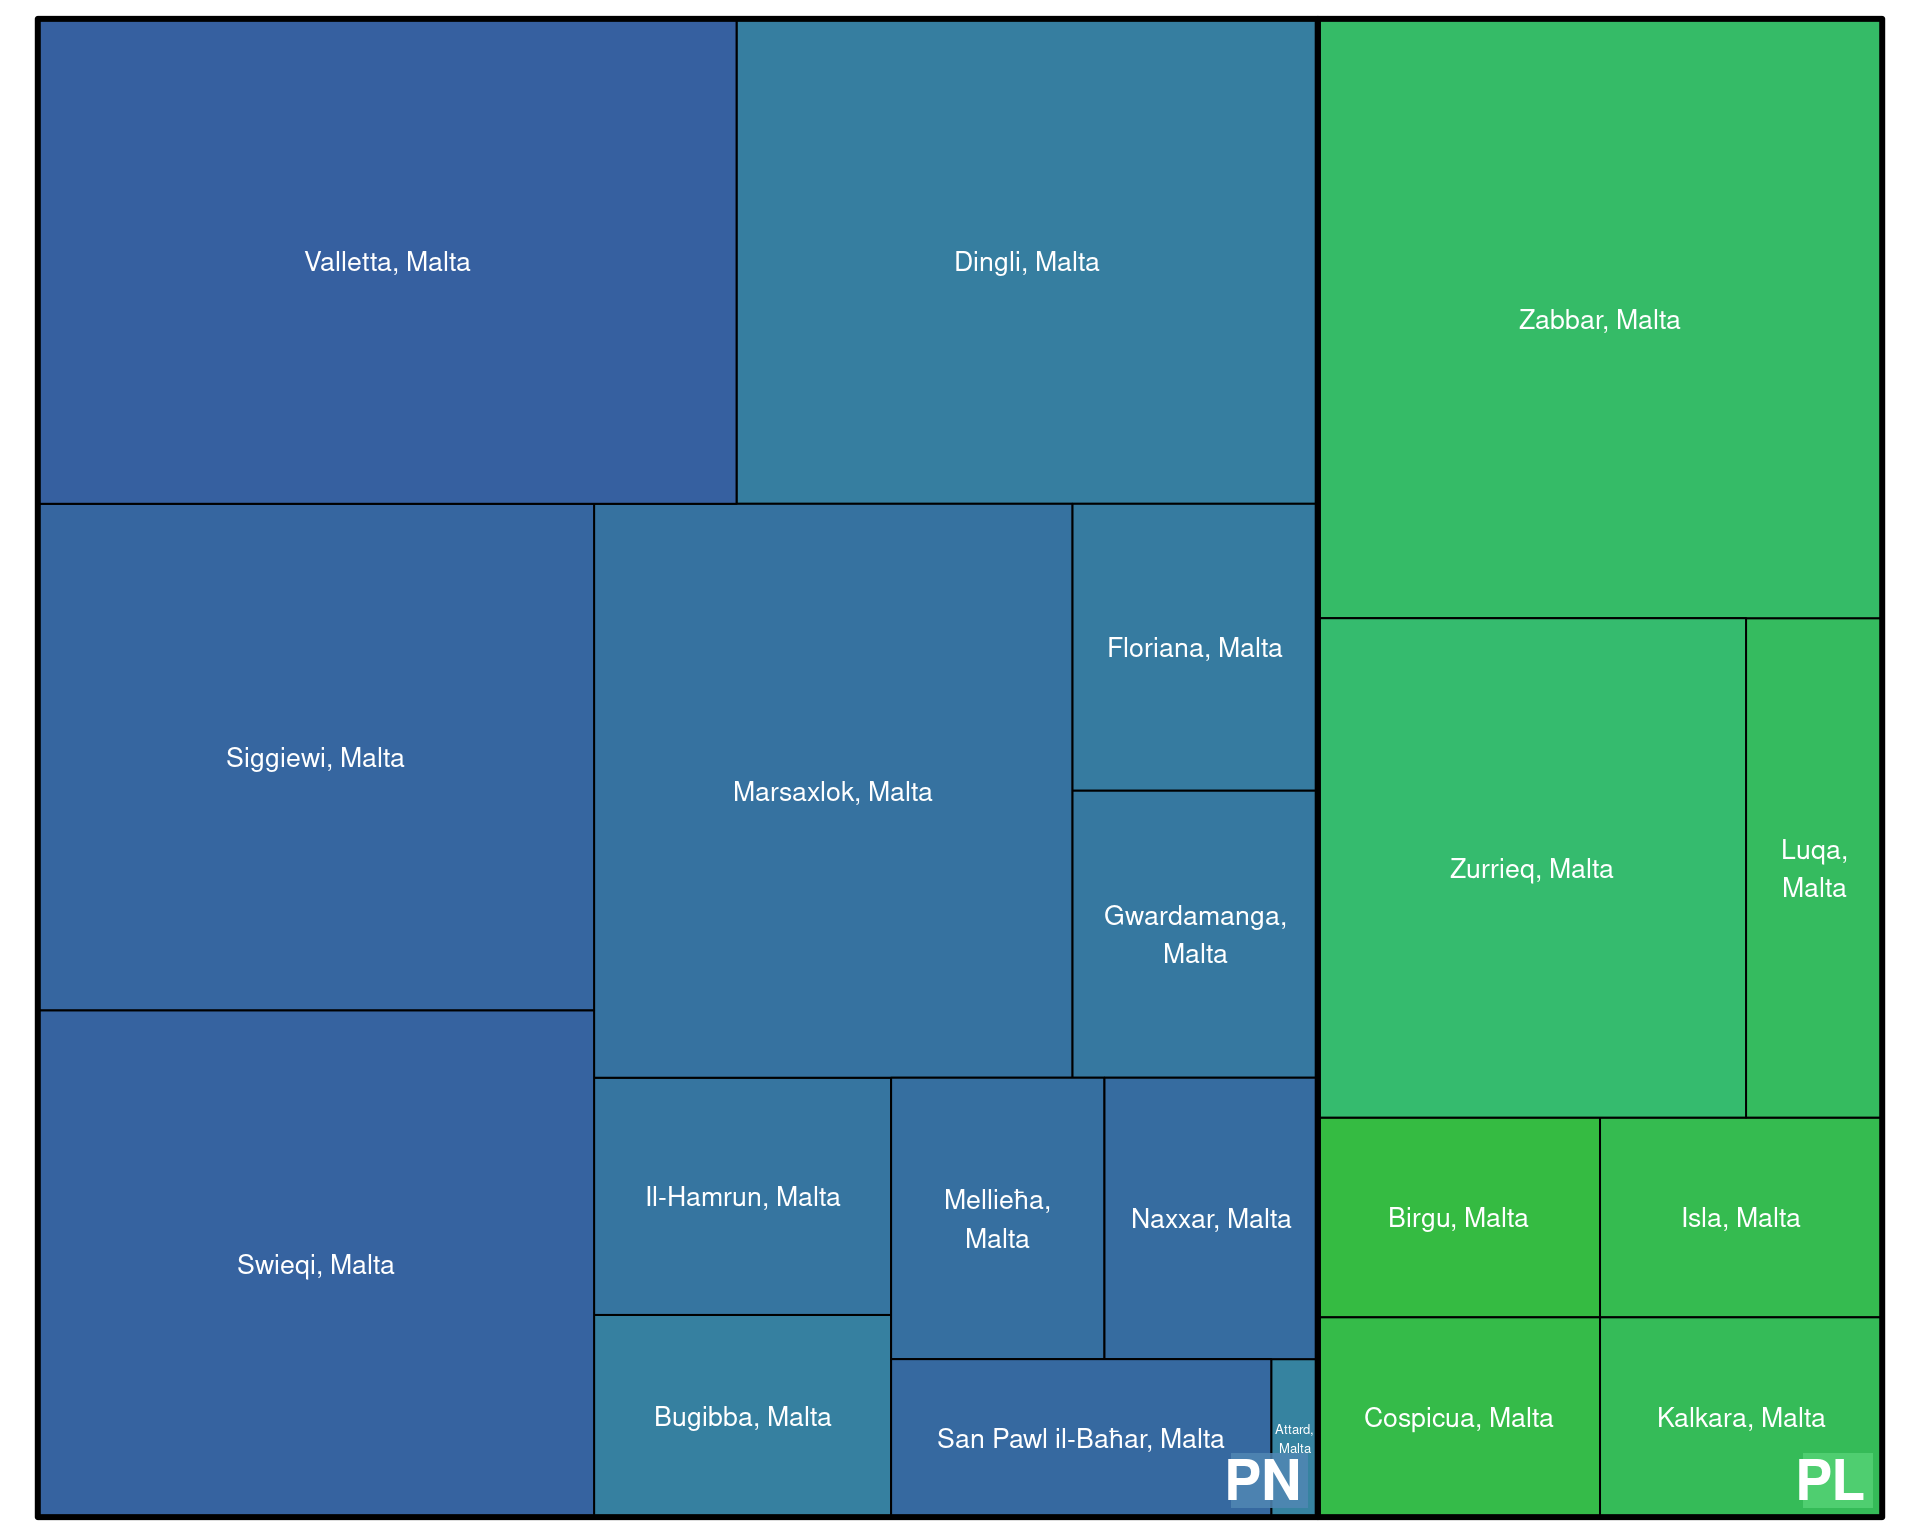 Valletta, Malta
Dingli, Malta
Zabbar, Malta
Siggiewi, Malta
Marsaxlok, Malta
Floriana, Malta
Gwardamanga,
Malta
Zurrieq, Malta
Luqa,
Malta
Swieqi, Malta
Il-Hamrun, Malta
Mellieħa,
Malta
Naxxar, Malta
Birgu, Malta
Isla, Malta
Bugibba, Malta
San Pawl il-Baħar, Malta
Attard,
Malta
Cospicua, Malta
Kalkara, Malta
PN
PL